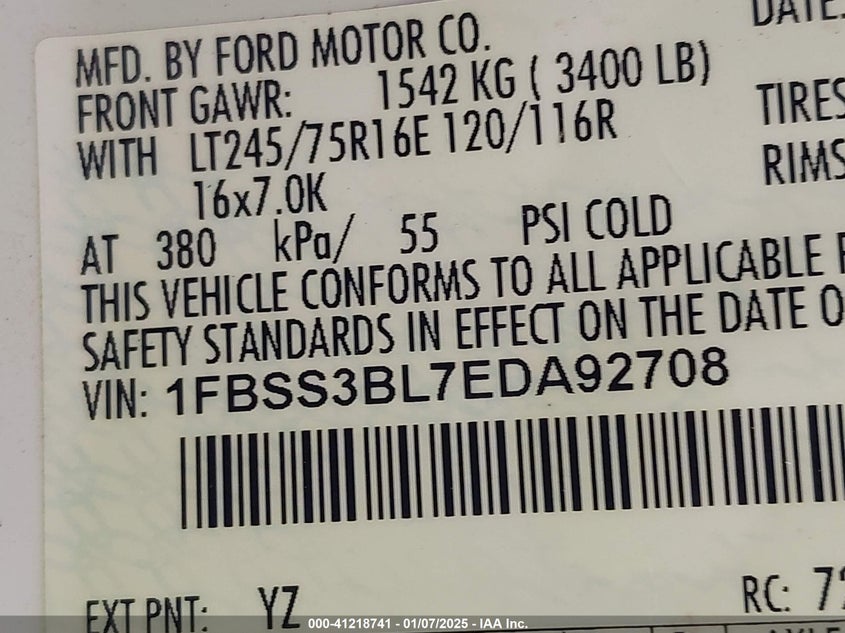 DATE:
MFD. BY FORD MOTOR CO.
FRONT GAWR: 1542 KG ( 3400 LB)
WITH LT245/75R16E 120/116R
TIRES
16x7.0K
RIMS
AT 380 kPa/ 55 PSI COLD
THIS VEHICLE CONFORMS TO ALL APPLICABLE F
SAFETY STANDARDS IN EFFECT ON THE DATE O
VIN: 1FBSS3BL7EDA92708
EXT PNT: YZ RC: 72
000-41218741 - 01/07/2025 - IAA Inc.